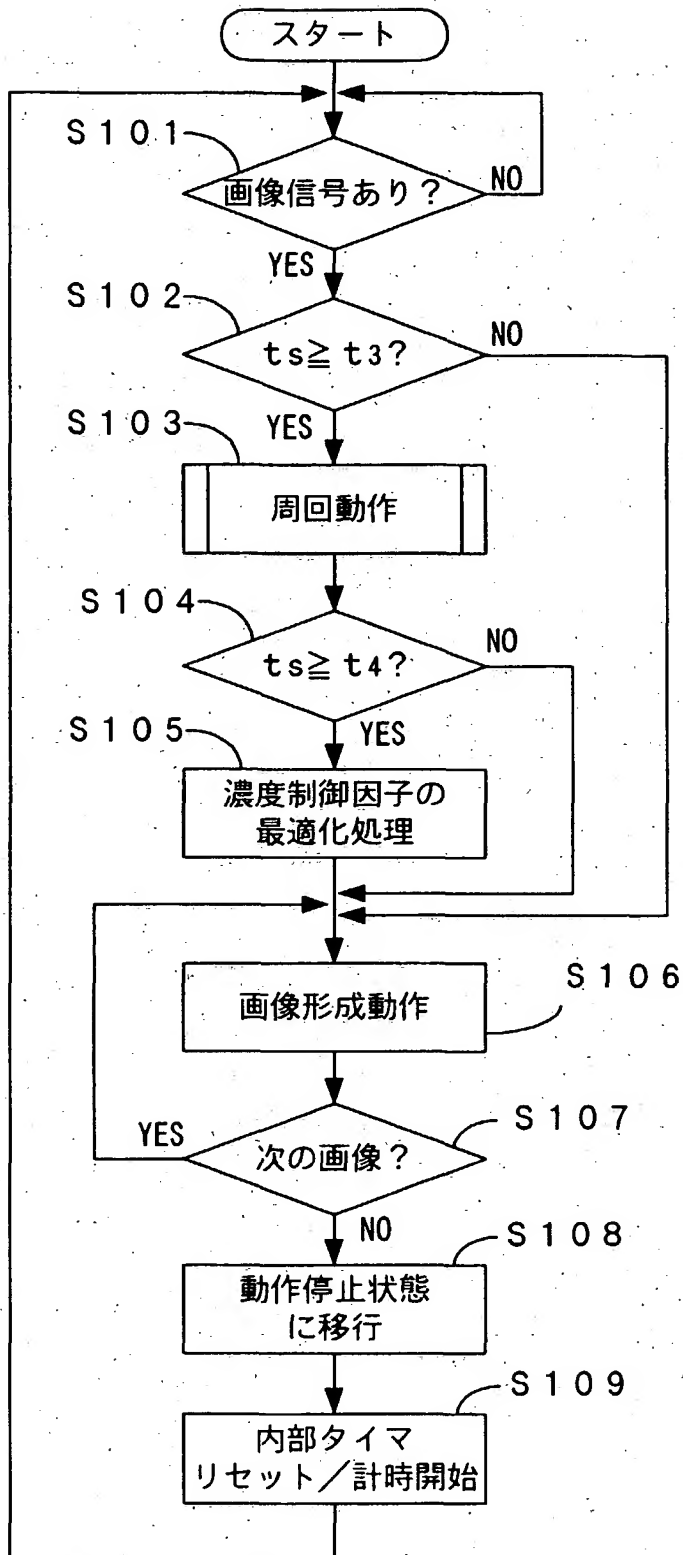 スタート
S101
画像信号あり?
NO
YES
S102
ts≧t3?
NO
YES
S103
周回動作
S104
ts≧t4?
NO
YES
S105
濃度制御因子の
最適化処理
画像形成動作
S106
次の画像?
YES
S107
NO
S108
動作停止状態
に移行
S109
内部タイマ
リセット/計時開始